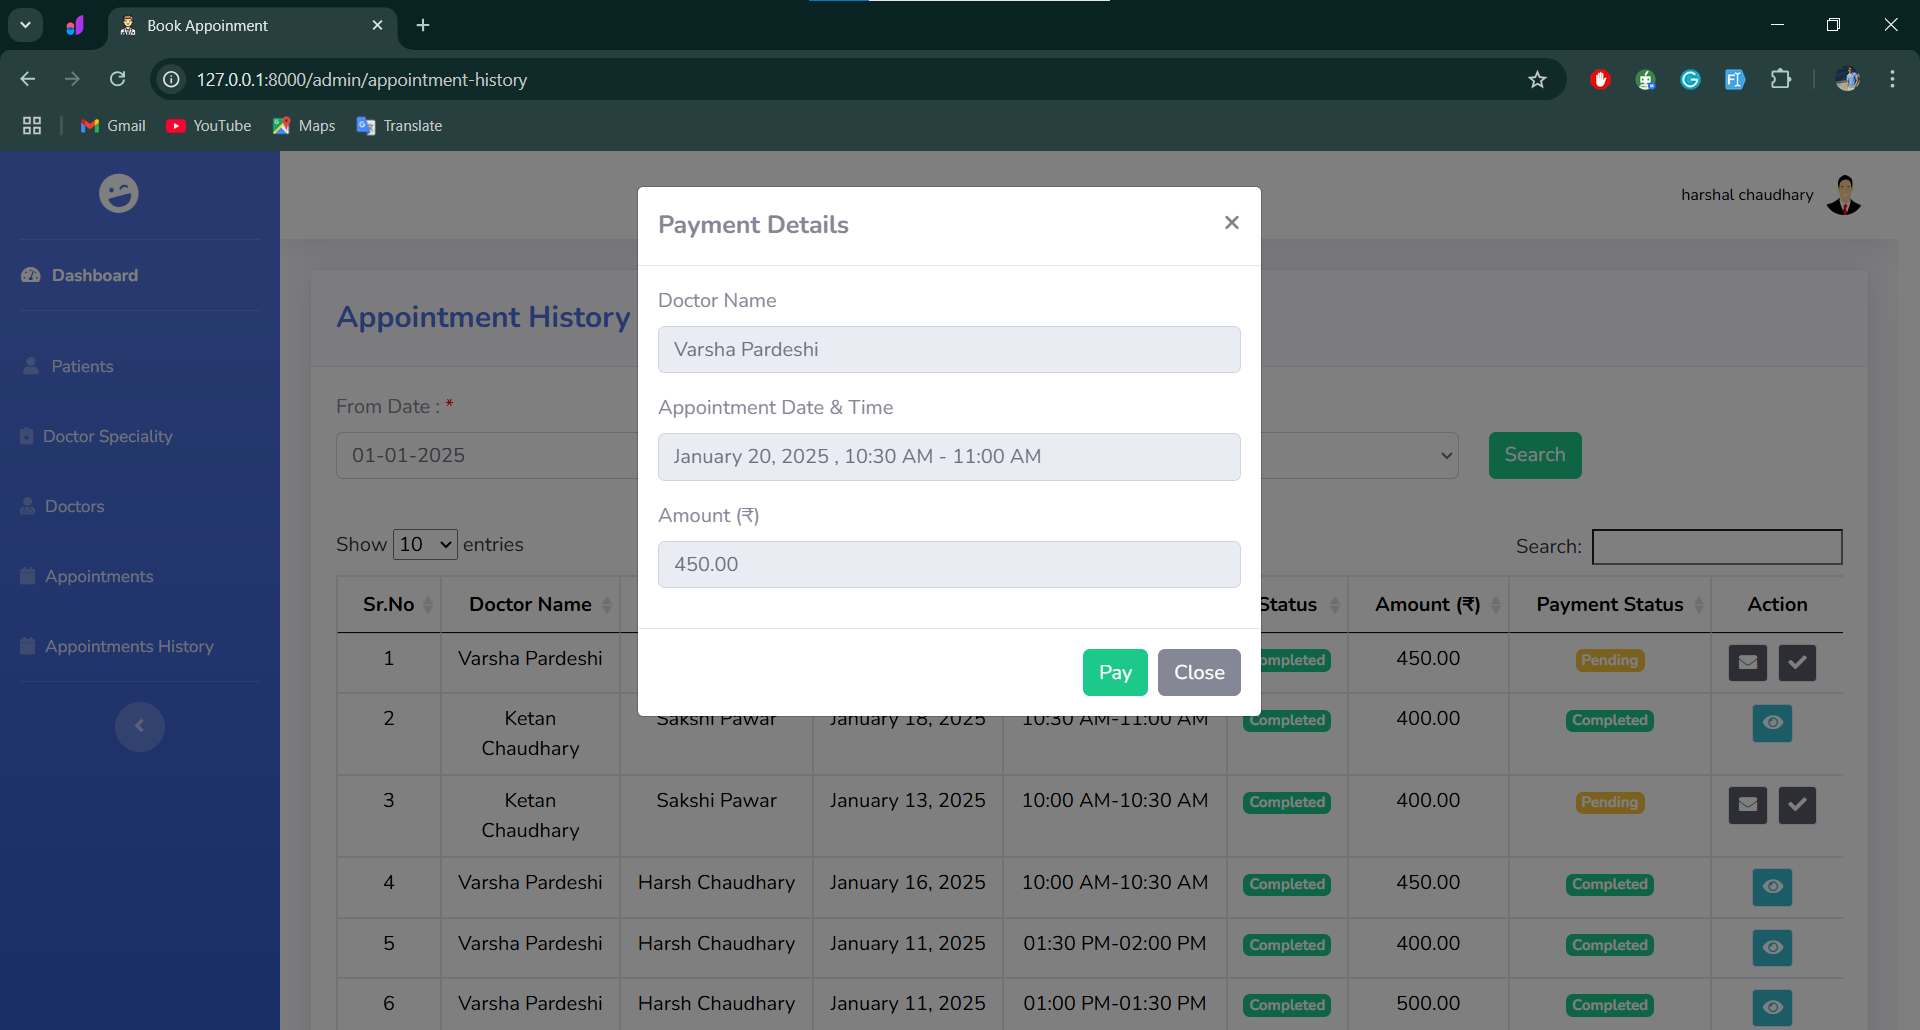 Book Appoinment
127.0.0.1:8000/admin/appointment-history
Gmail YouTube Maps Translate
harshal chaudhary
Dashboard
Patients
Doctor Speciality
Doctors
Appointments
Appointments History
Appointment History
From Date : *
01-01-2025
Search
Show 10 entries
Search:
Payment Details
Doctor Name
Varsha Pardeshi
Appointment Date & Time
January 20, 2025 , 10:30 AM - 11:00 AM
Amount (₹)
450.00
Pay Close
Sr.No Doctor Name Status Amount (₹) Payment Status Action
1 Varsha Pardeshi ompleted 450.00 Pending
2 Ketan Chaudhary Sakshi Pawar January 18, 2025 10:30 AM-11:00 AM Completed 400.00 Completed
3 Ketan Chaudhary Sakshi Pawar January 13, 2025 10:00 AM-10:30 AM Completed 400.00 Pending
4 Varsha Pardeshi Harsh Chaudhary January 16, 2025 10:00 AM-10:30 AM Completed 450.00 Completed
5 Varsha Pardeshi Harsh Chaudhary January 11, 2025 01:30 PM-02:00 PM Completed 400.00 Completed
6 Varsha Pardeshi Harsh Chaudhary January 11, 2025 01:00 PM-01:30 PM Completed 500.00 Completed